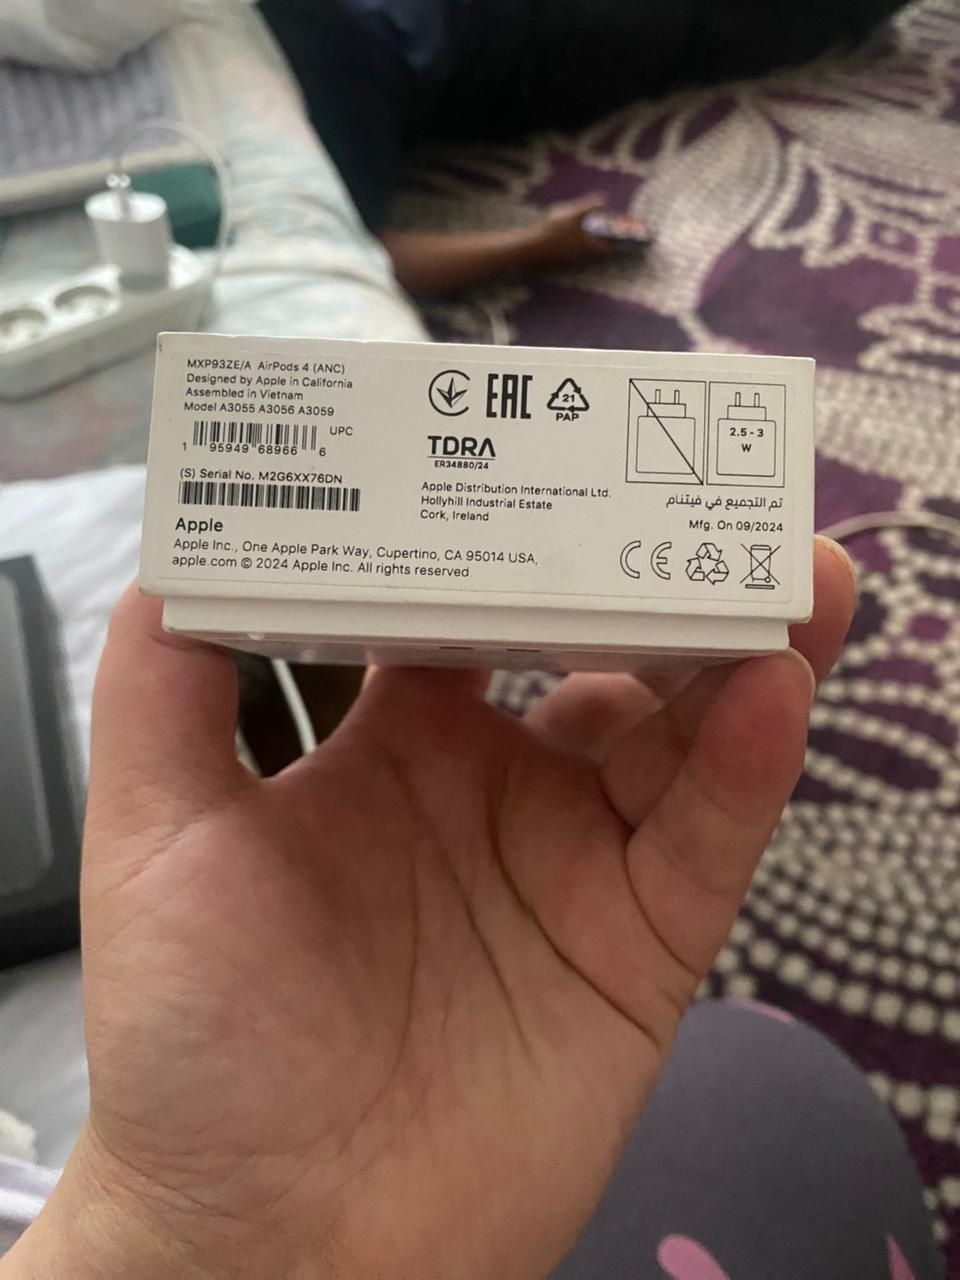 MXP93ZE/A AirPods 4 (ANC)
Designed by Apple in California
Assembled in Vietnam
Model A3055 A3056 A3059
UPC
1 95949 68966 6
(S) Serial No. M2G6XX76DN
Apple
Apple Inc., One Apple Park Way, Cupertino, CA 95014 USA,
apple.com © 2024 Apple Inc. All rights reserved.
EAC
21
PAP
TDRA
ER34880/24
Apple Distribution International Ltd.
Hollyhill Industrial Estate
Cork, Ireland
2.5 - 3
W
تم التجميع في فيتنام
Mfg. On 09/2024
CE